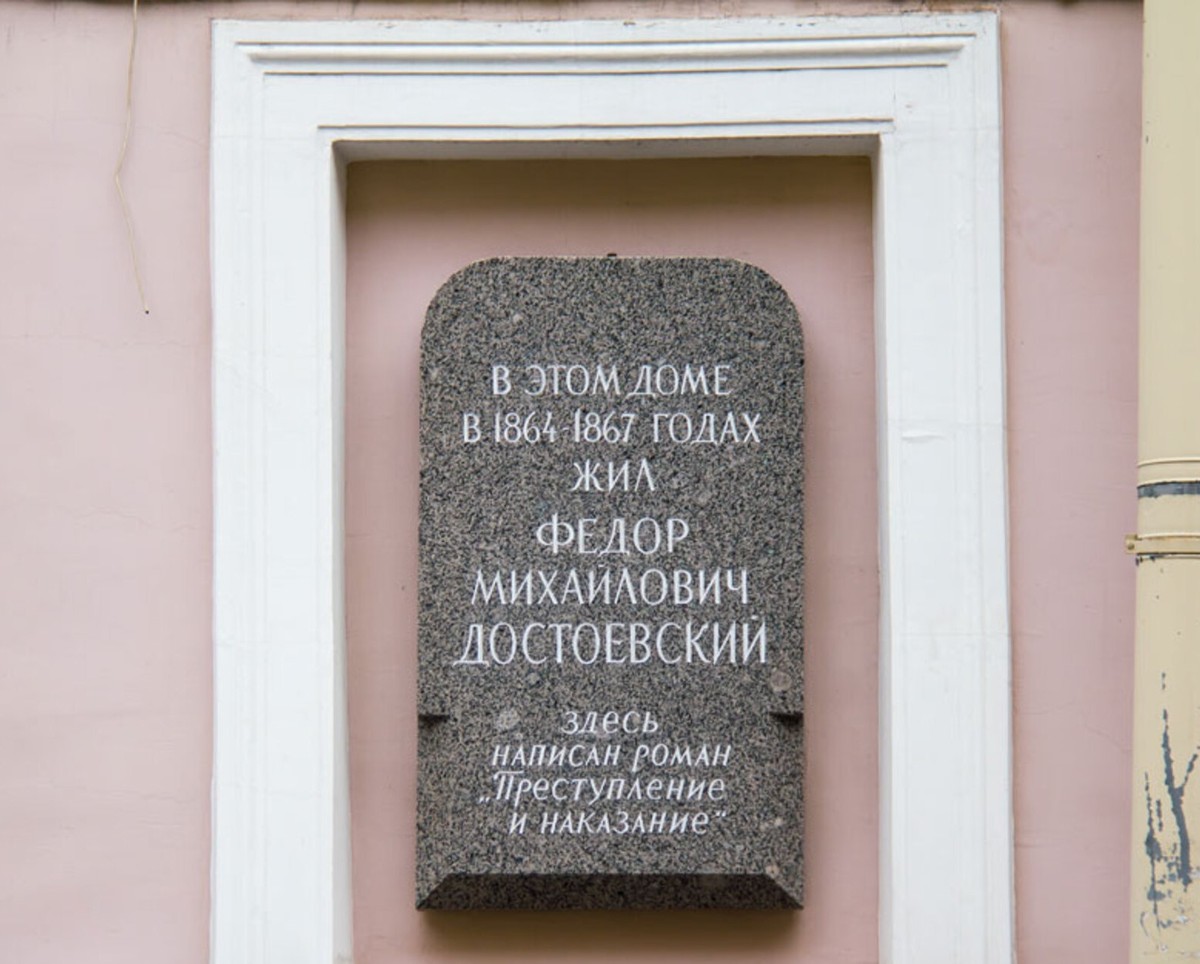 В ЭТОМ ДОМЕ
В 1864-1867 ГОДАХ
ЖИЛ
ФЕДОР
МИХАЙЛОВИЧ
ДОСТОЕВСКИЙ
здесь
написан роман
„Преступление
и наказание“